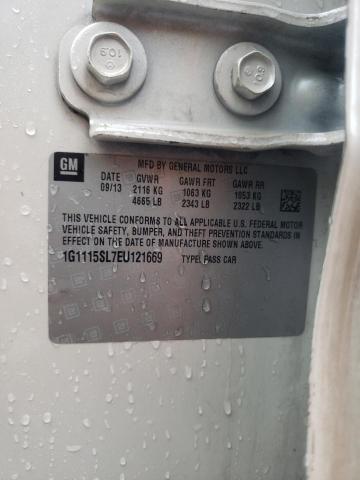 10.9
GM
MFD BY GENERAL MOTORS LLC
DATE GVWR GAWR FRT GAWR RR
09/13 2116 KG 1063 KG 1053 KG
4665 LB 2343 LB 2322 LB
THIS VEHICLE CONFORMS TO ALL APPLICABLE U.S. FEDERAL MOTOR
VEHICLE SAFETY, BUMPER, AND THEFT PREVENTION STANDARDS
IN EFFECT ON THE DATE OF MANUFACTURE SHOWN ABOVE.
1G1115SL7EU121669 TYPE: PASS CAR